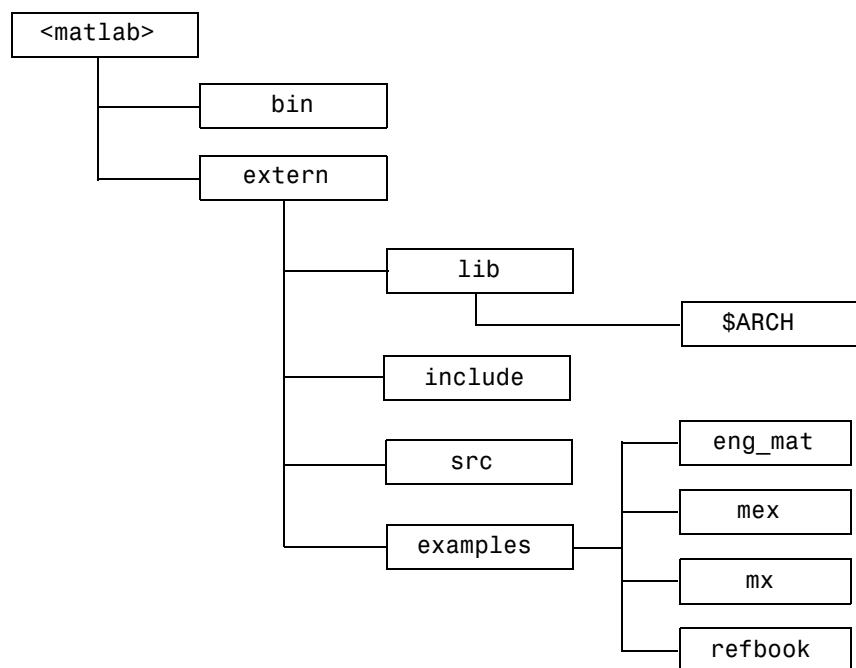 <matlab>
bin
extern
lib
$ARCH
include
src
examples
eng_mat
mex
mx
refbook